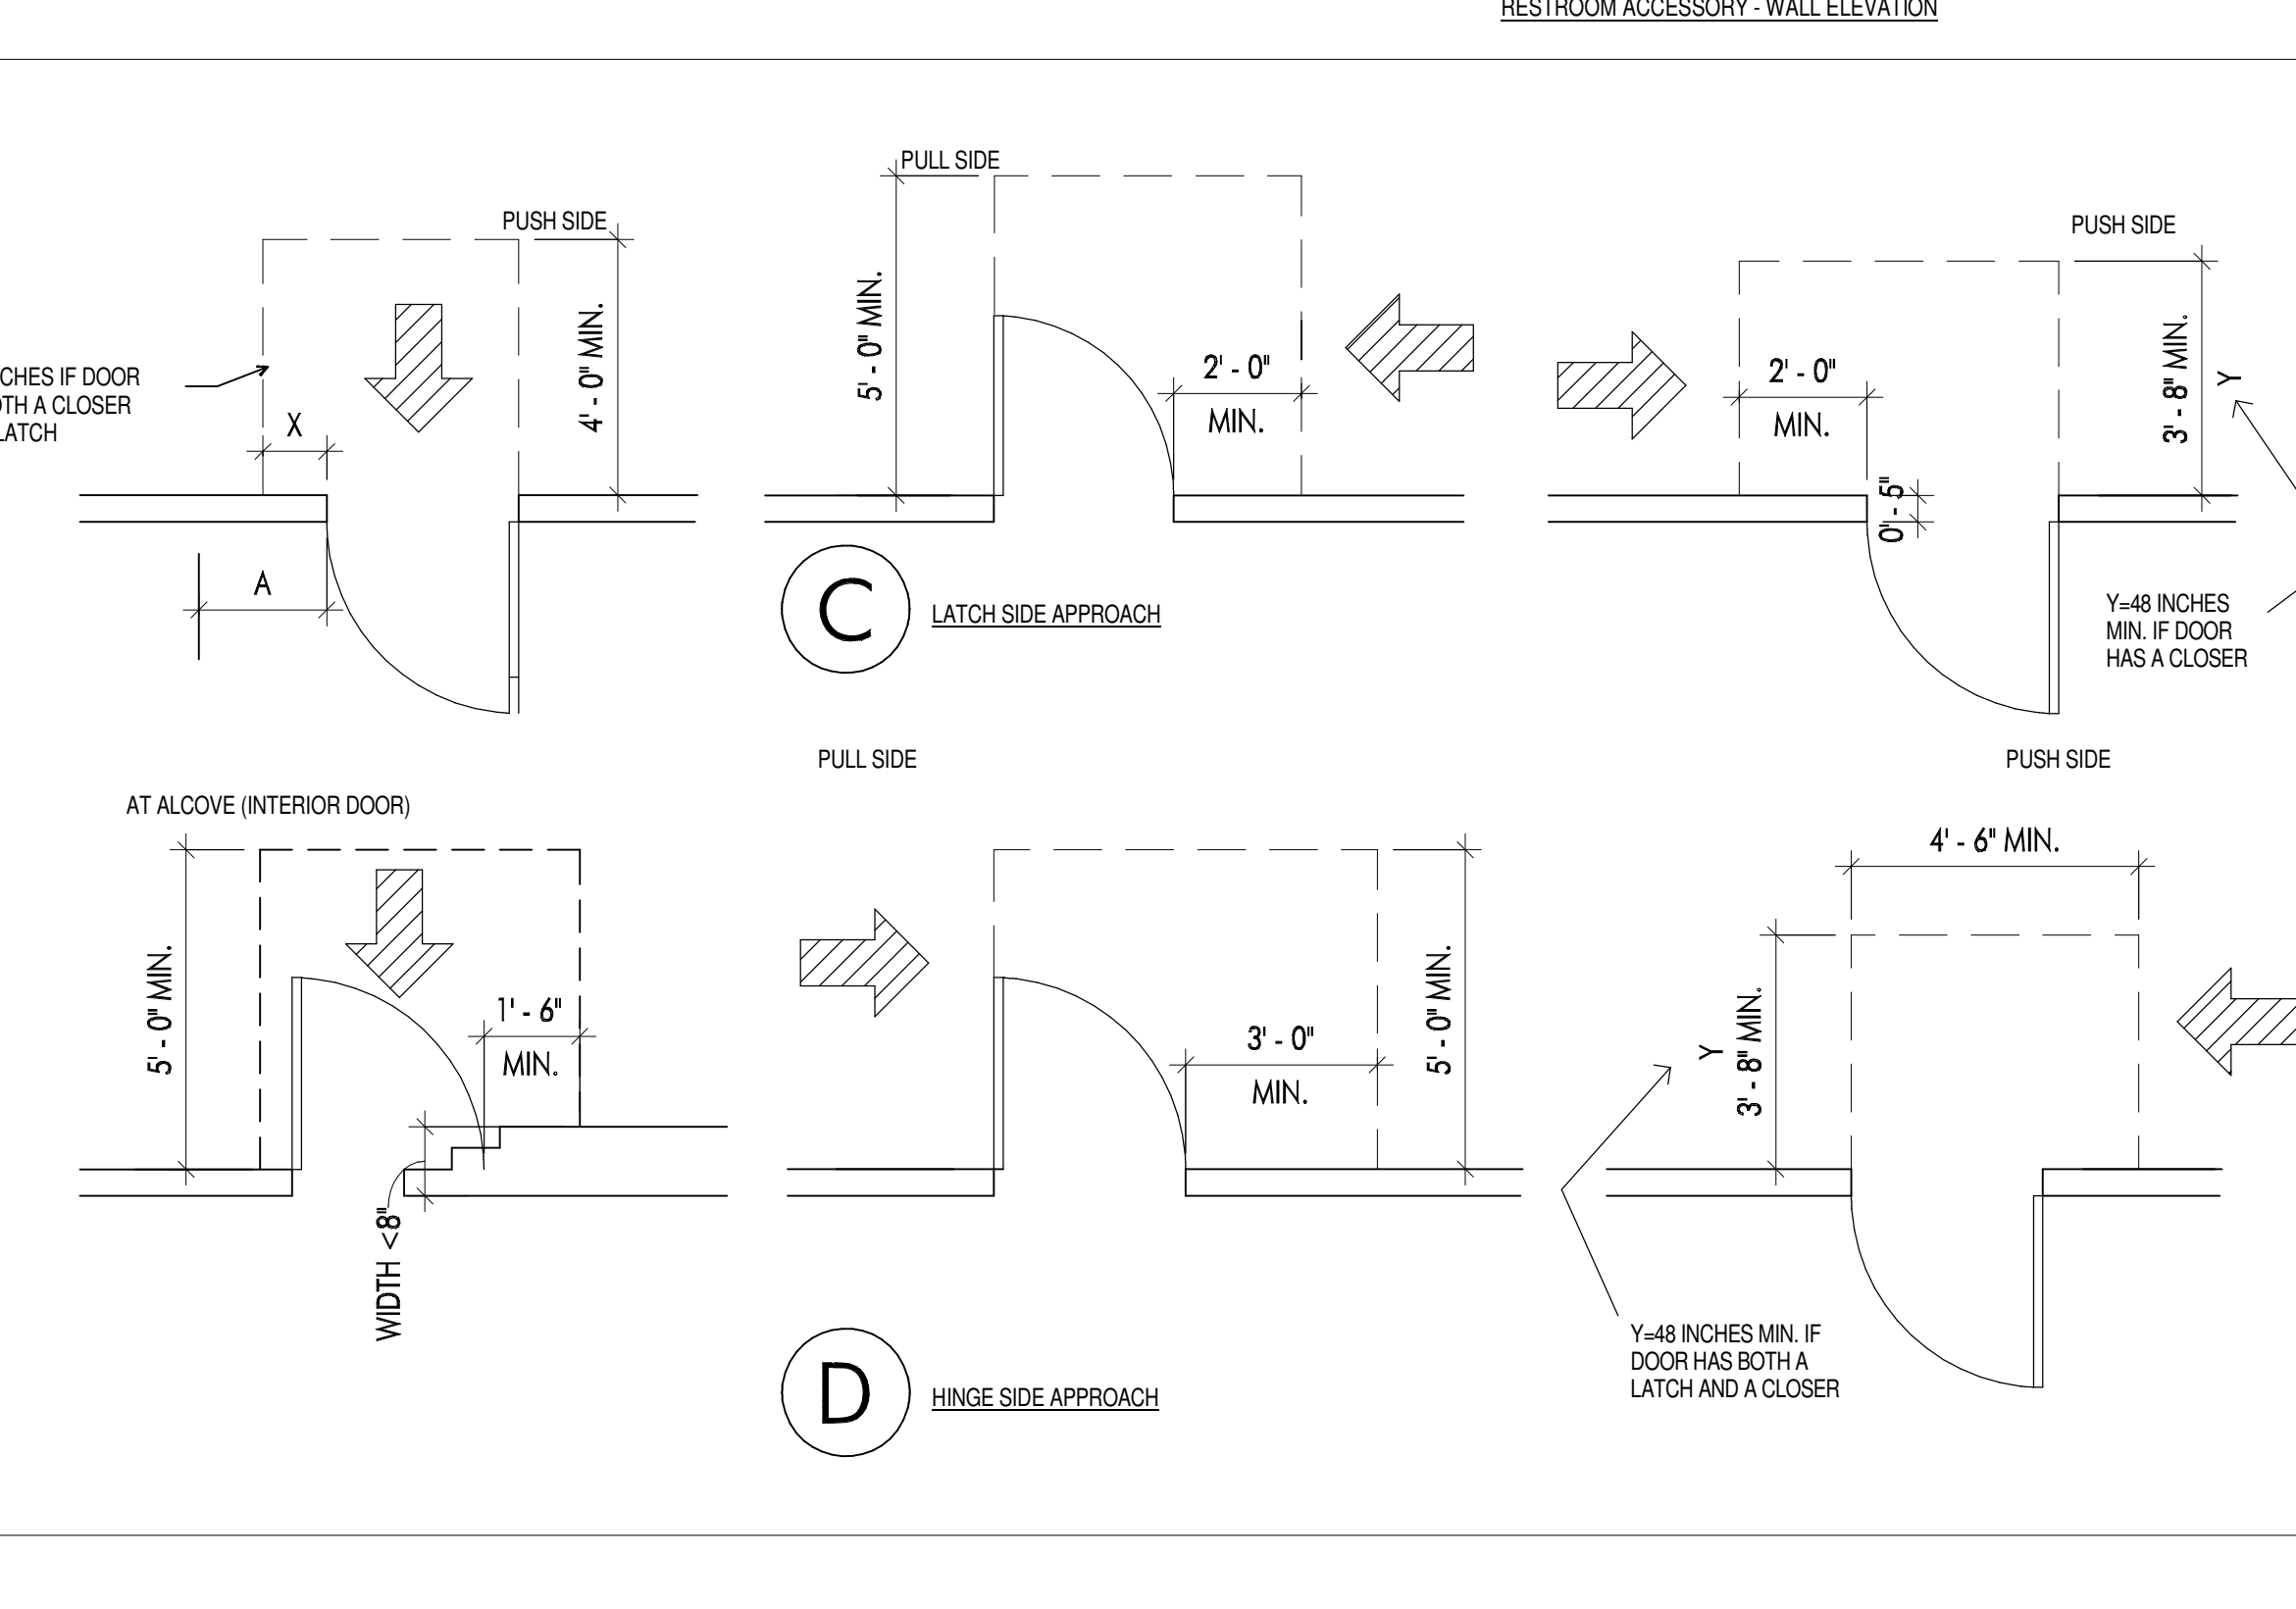 RESTROOM ACCESSORY - WALL ELEVATION
PUSH SIDE
4' - 0" MIN.
CHES IF DOOR
TH A CLOSER
LATCH
X
A
PULL SIDE
5' - 0" MIN.
2' - 0"
MIN.
C
LATCH SIDE APPROACH
PUSH SIDE
2' - 0"
MIN.
0' - 5"
3' - 8" MIN.
Y
Y=48 INCHES
MIN. IF DOOR
HAS A CLOSER
AT ALCOVE (INTERIOR DOOR)
5' - 0" MIN.
1' - 6"
MIN.
WIDTH <8"
PULL SIDE
3' - 0"
MIN.
5' - 0" MIN.
D
HINGE SIDE APPROACH
PUSH SIDE
4' - 6" MIN.
Y
3' - 8" MIN.
Y=48 INCHES MIN. IF
DOOR HAS BOTH A
LATCH AND A CLOSER